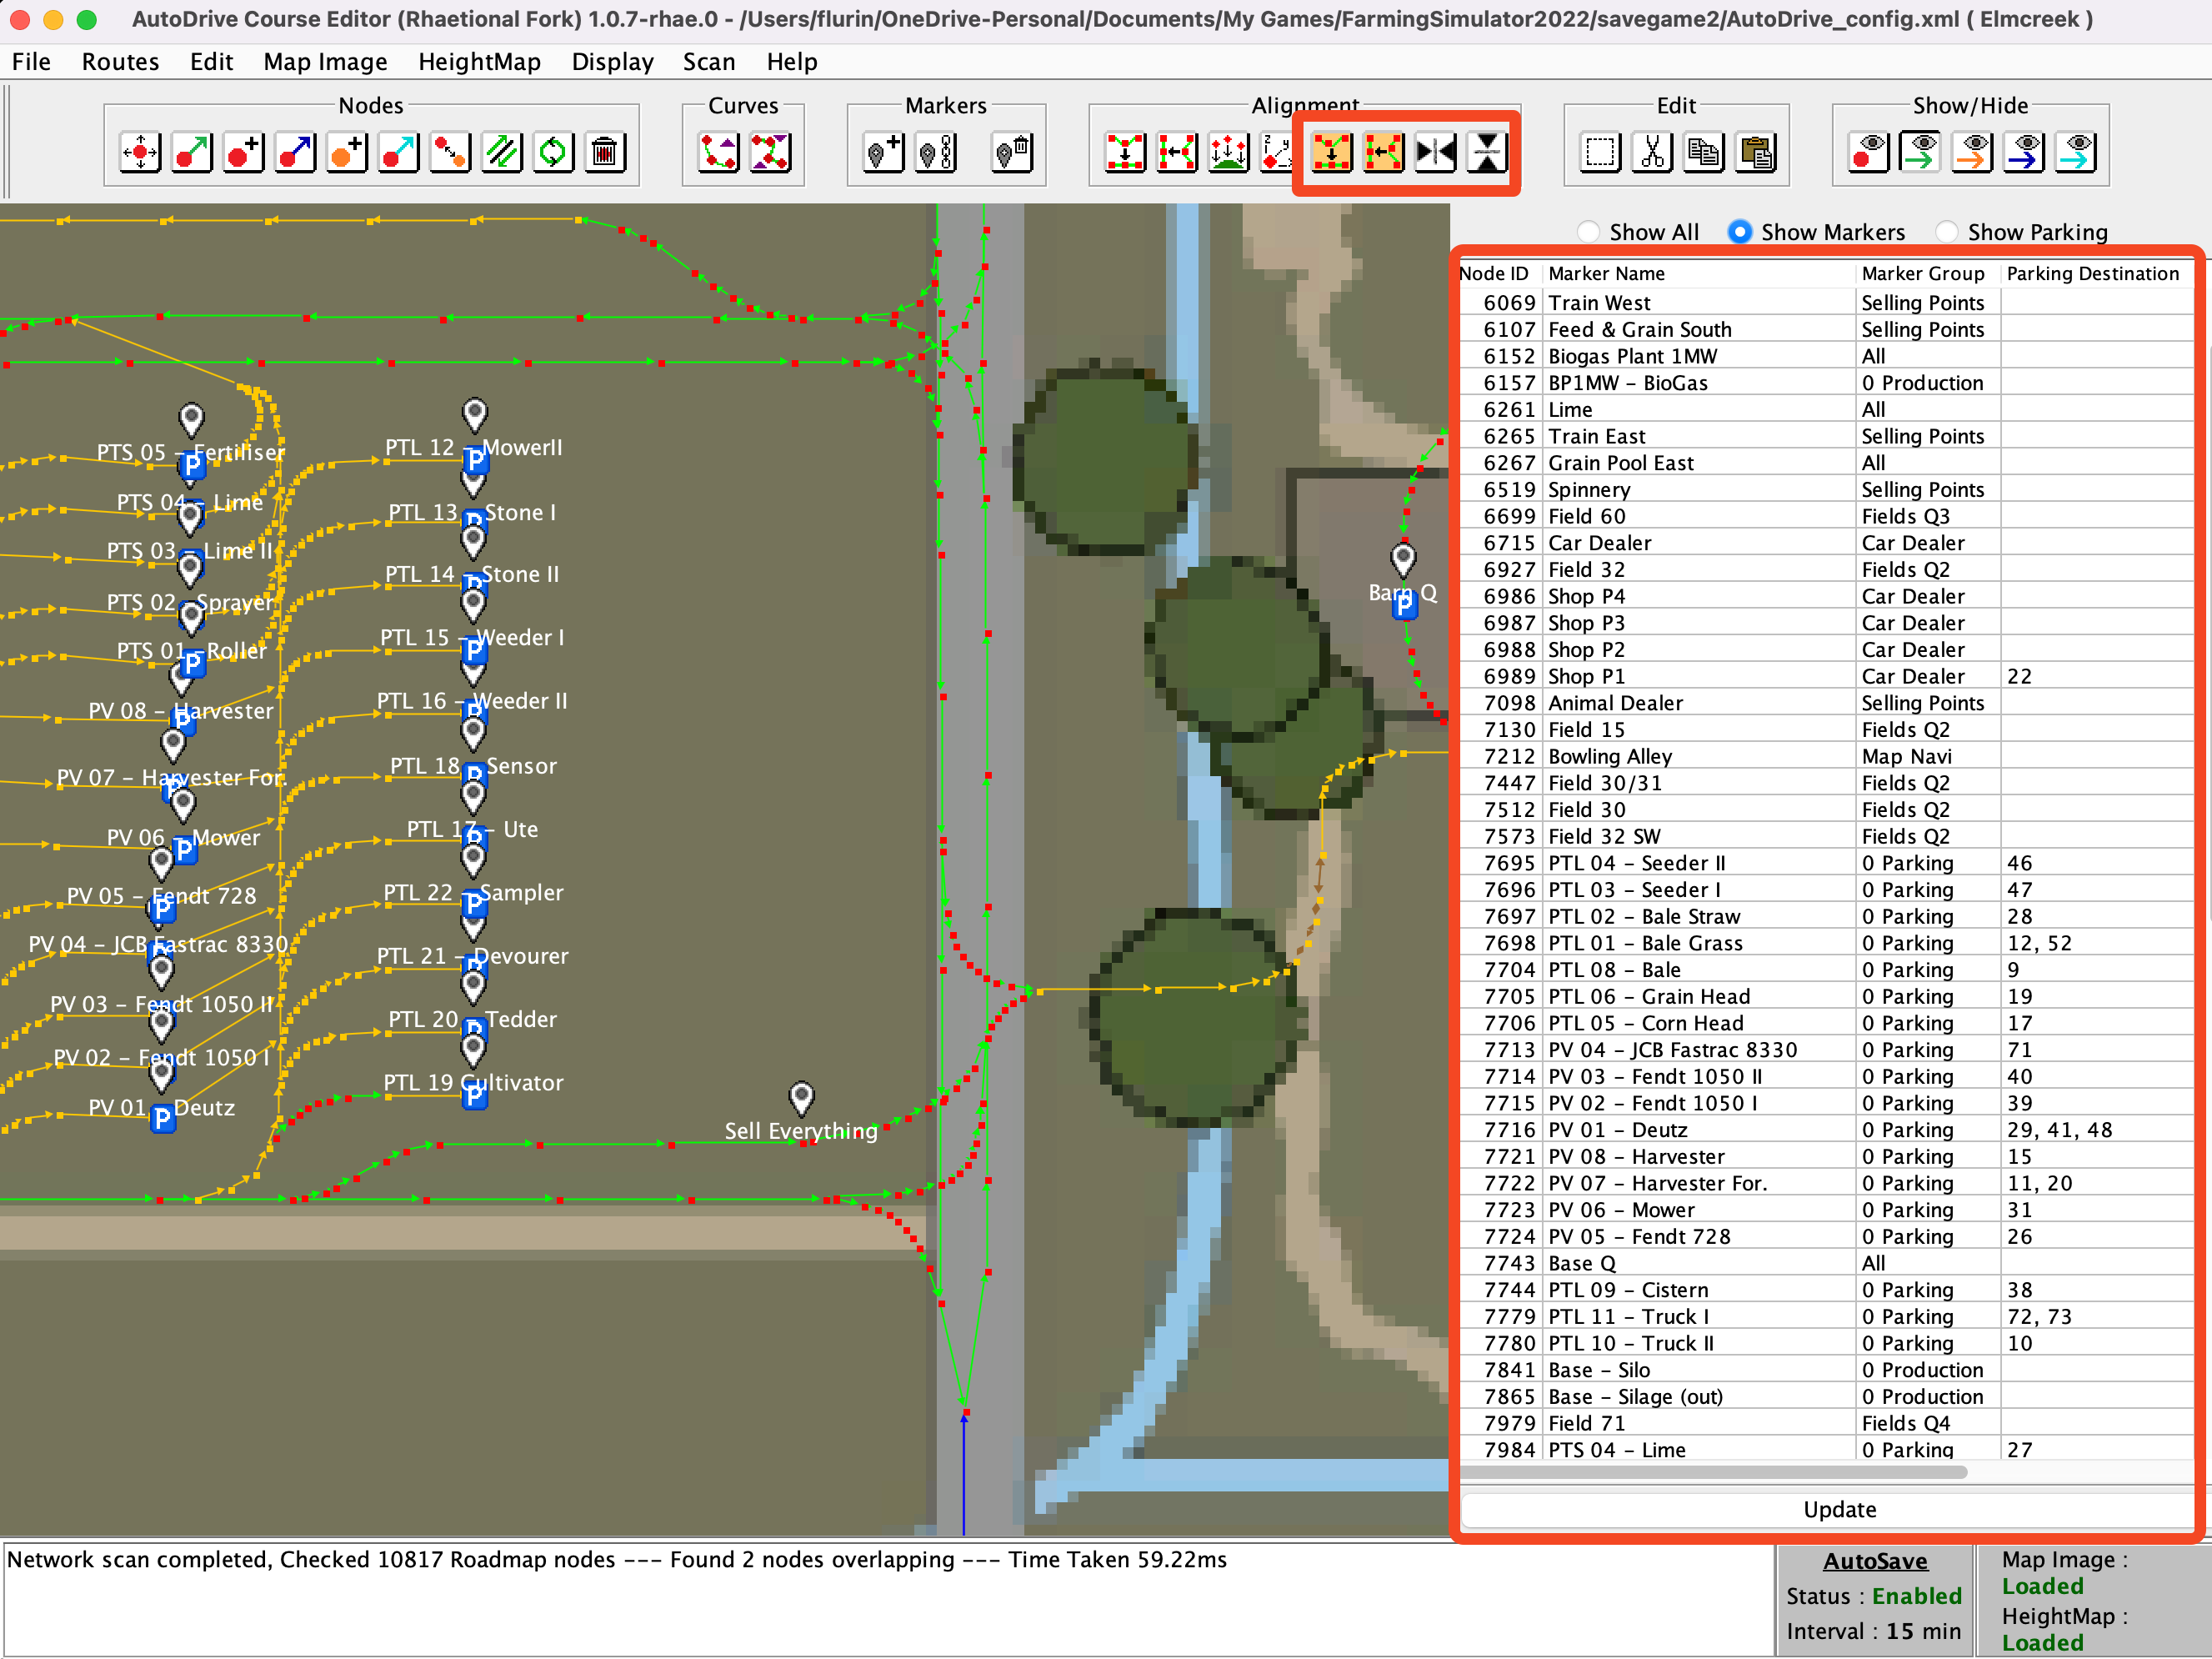 AutoDrive Course Editor (Rhaetional Fork) 1.0.7-rhae.0 - /Users/flurin/OneDrive-Personal/Documents/My Games/FarmingSimulator2022/savegame2/AutoDrive_config.xml ( Elmcreek )
File Routes Edit Map Image HeightMap Display Scan Help
Nodes Curves Markers Alignment Edit Show/Hide
Show All Show Markers Show Parking
PTS 05 – Fertiliser
PTS 04 – Lime
PTS 03 – Lime II
PTS 02 – Sprayer
PTS 01 – Roller
PV 08 – Harvester
PV 07 – Harvester For.
PV 06 – Mower
PV 05 – Fendt 728
PV 04 – JCB Fastrac 8330
PV 03 – Fendt 1050 II
PV 02 – Fendt 1050 I
PV 01 – Deutz
PTL 12 – MowerII
PTL 13 – Stone I
PTL 14 – Stone II
PTL 15 – Weeder I
PTL 16 – Weeder II
PTL 18 – Sensor
PTL 17 – Ute
PTL 22 – Sampler
PTL 21 – Devourer
PTL 20 – Tedder
PTL 19 Cultivator
Sell Everything
Barn Q
Node ID Marker Name Marker Group Parking Destination
6069 Train West Selling Points
6107 Feed & Grain South Selling Points
6152 Biogas Plant 1MW All
6157 BP1MW – BioGas 0 Production
6261 Lime All
6265 Train East Selling Points
6267 Grain Pool East All
6519 Spinnery Selling Points
6699 Field 60 Fields Q3
6715 Car Dealer Car Dealer
6927 Field 32 Fields Q2
6986 Shop P4 Car Dealer
6987 Shop P3 Car Dealer
6988 Shop P2 Car Dealer
6989 Shop P1 Car Dealer 22
7098 Animal Dealer Selling Points
7130 Field 15 Fields Q2
7212 Bowling Alley Map Navi
7447 Field 30/31 Fields Q2
7512 Field 30 Fields Q2
7573 Field 32 SW Fields Q2
7695 PTL 04 – Seeder II 0 Parking 46
7696 PTL 03 – Seeder I 0 Parking 47
7697 PTL 02 – Bale Straw 0 Parking 28
7698 PTL 01 – Bale Grass 0 Parking 12, 52
7704 PTL 08 – Bale 0 Parking 9
7705 PTL 06 – Grain Head 0 Parking 19
7706 PTL 05 – Corn Head 0 Parking 17
7713 PV 04 – JCB Fastrac 8330 0 Parking 71
7714 PV 03 – Fendt 1050 II 0 Parking 40
7715 PV 02 – Fendt 1050 I 0 Parking 39
7716 PV 01 – Deutz 0 Parking 29, 41, 48
7721 PV 08 – Harvester 0 Parking 15
7722 PV 07 – Harvester For. 0 Parking 11, 20
7723 PV 06 – Mower 0 Parking 31
7724 PV 05 – Fendt 728 0 Parking 26
7743 Base Q All
7744 PTL 09 – Cistern 0 Parking 38
7779 PTL 11 – Truck I 0 Parking 72, 73
7780 PTL 10 – Truck II 0 Parking 10
7841 Base – Silo 0 Production
7865 Base – Silage (out) 0 Production
7979 Field 71 Fields Q4
7984 PTS 04 – Lime 0 Parking 27
Update
Network scan completed, Checked 10817 Roadmap nodes --- Found 2 nodes overlapping --- Time Taken 59.22ms
AutoSave
Status : Enabled
Interval : 15 min
Map Image :
Loaded
HeightMap :
Loaded